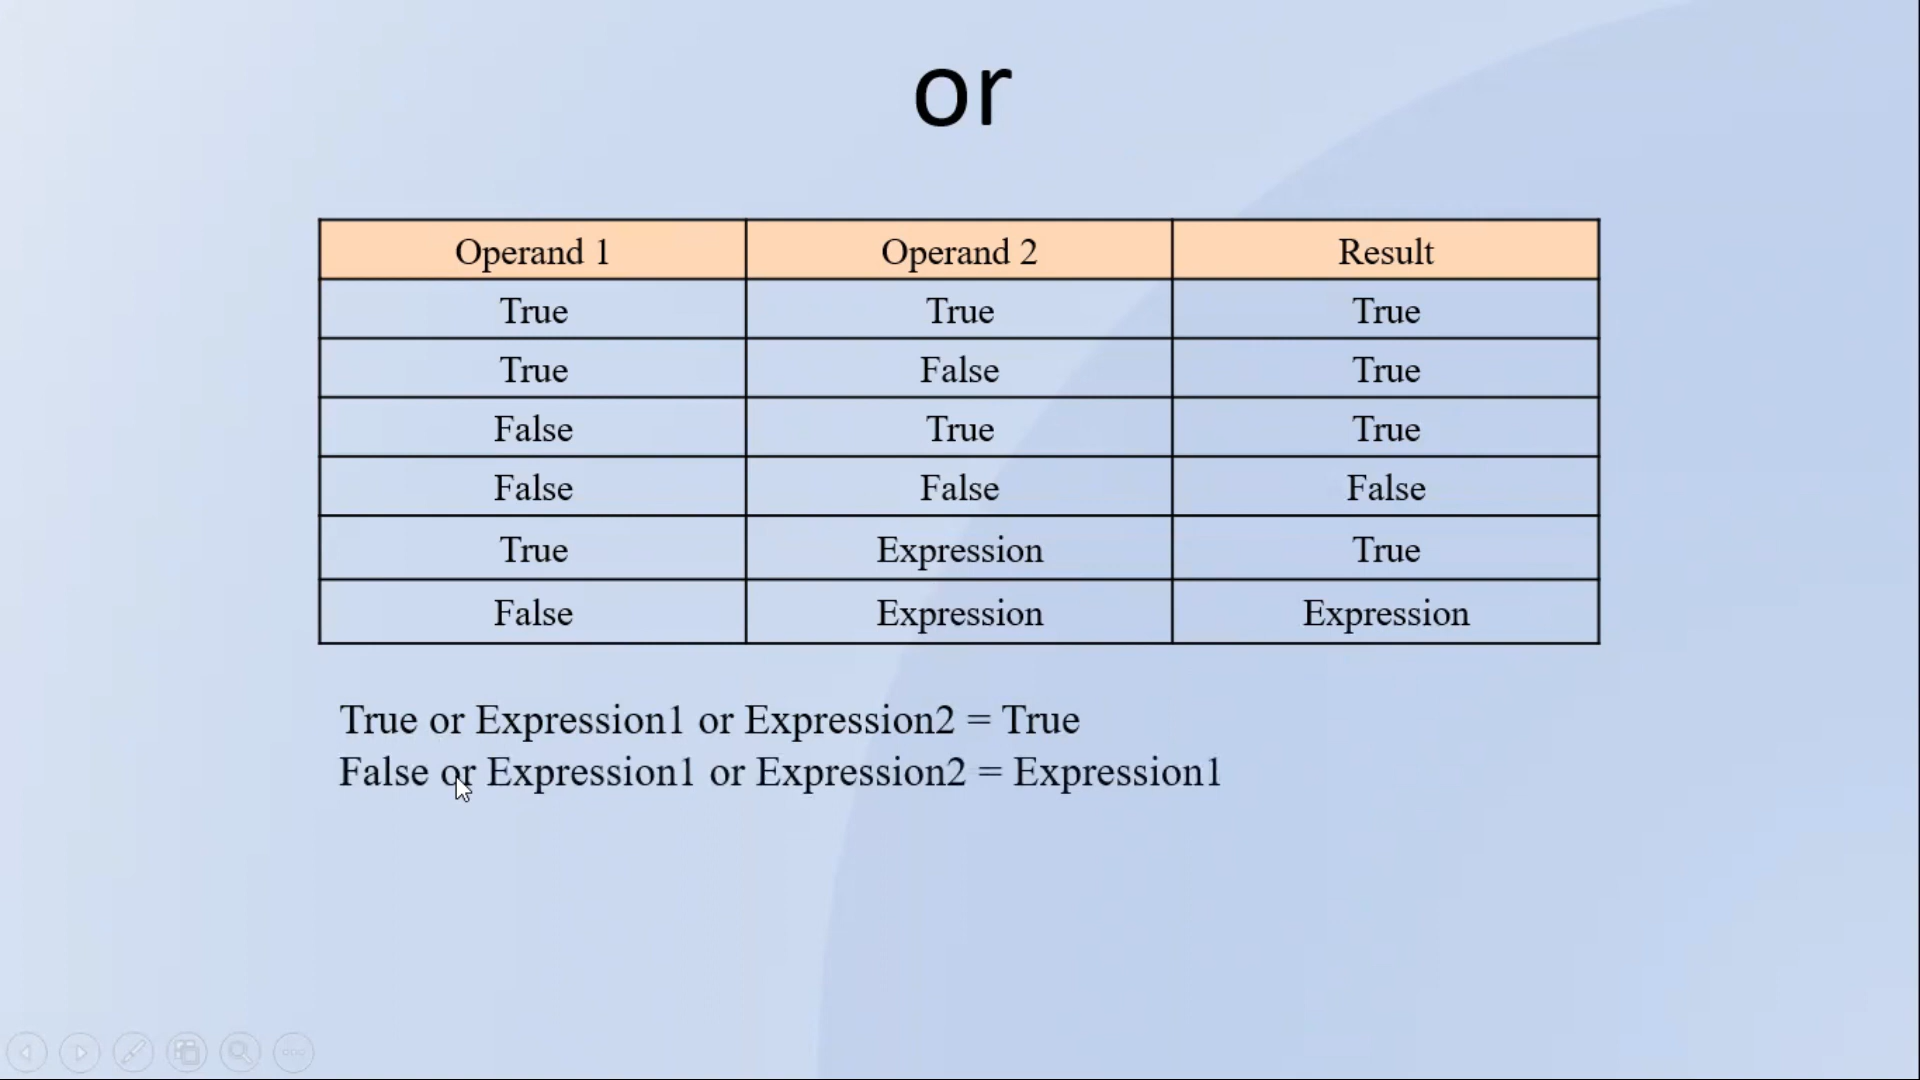 or
Operand 1 Operand 2 Result
True True True
True False True
False True True
False False False
True Expression True
False Expression Expression
True or Expression1 or Expression2 = True
False or Expression1 or Expression2 = Expression1